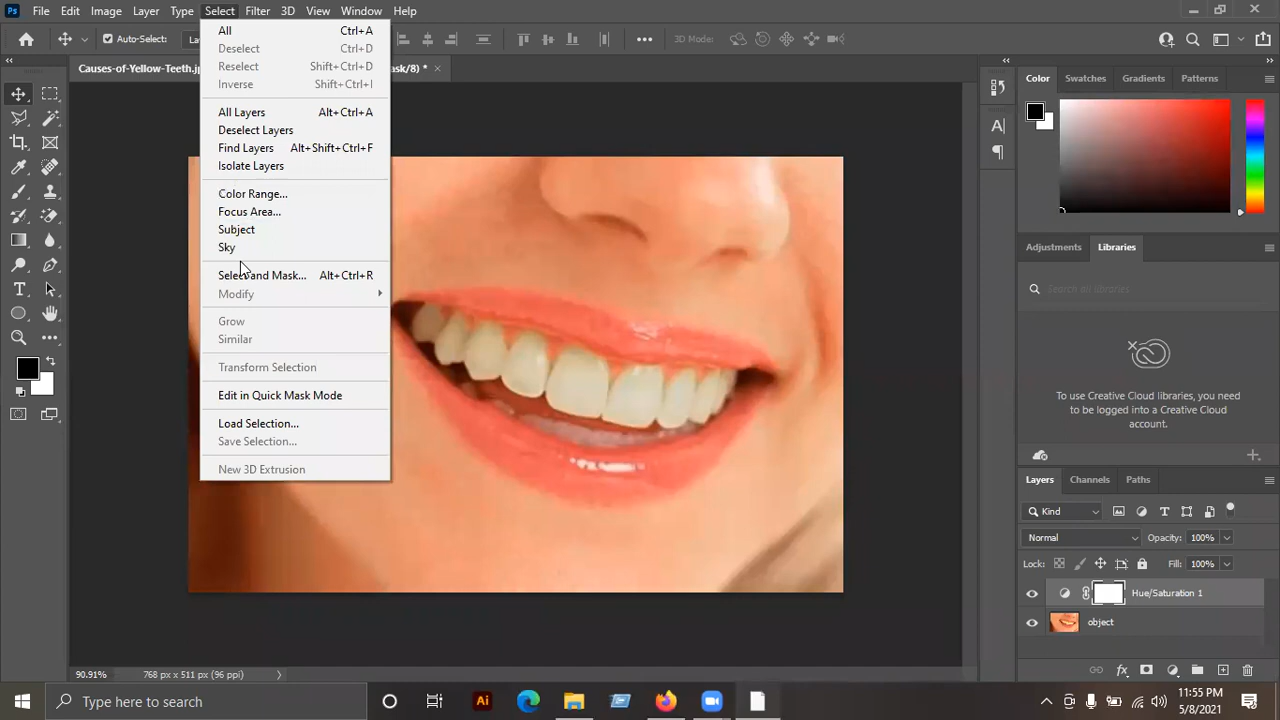 Ps File Edit Image Layer Type Select Filter 3D View Window Help
Auto-Select: 3D Mode:
Causes-of-Yellow-Teeth.jp ask/8) * ×
All Ctrl+A
Deselect Ctrl+D
Reselect Shift+Ctrl+D
Inverse Shift+Ctrl+I
All Layers Alt+Ctrl+A
Deselect Layers
Find Layers Alt+Shift+Ctrl+F
Isolate Layers
Color Range...
Focus Area...
Subject
Sky
Select and Mask... Alt+Ctrl+R
Modify
Grow
Similar
Transform Selection
Edit in Quick Mask Mode
Load Selection...
Save Selection...
New 3D Extrusion
Color Swatches Gradients Patterns
Adjustments Libraries
Search all Libraries
To use Creative Cloud libraries, you need
to be logged into a Creative Cloud
account.
Layers Channels Paths
Kind
Normal Opacity: 100%
Lock: Fill: 100%
Hue/Saturation 1
object
90.91% 768 px x 511 px (96 ppi)
Type here to search
Ai
11:55 PM
5/8/2021